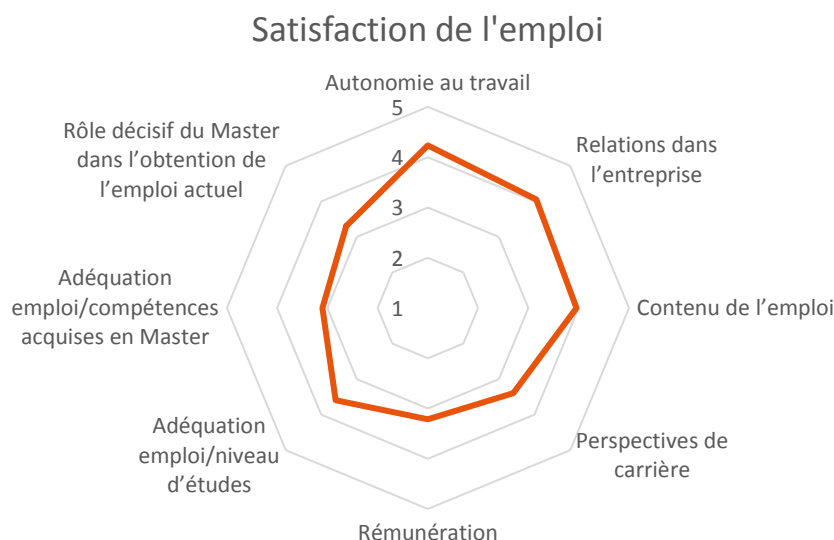 Satisfaction de l'emploi
Autonomie au travail
5
4
3
2
1
Relations dans
l’entreprise
Contenu de l’emploi
Perspectives de
carrière
Rémunération
Adéquation
emploi/niveau
d’études
Adéquation
emploi/compétences
acquises en Master
Rôle décisif du Master
dans l’obtention de
l’emploi actuel